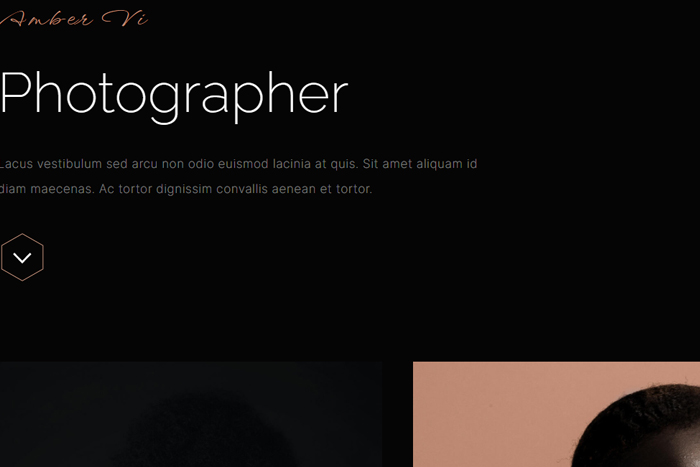 Amber Vi
Photographer
Lacus vestibulum sed arcu non odio euismod lacinia at quis. Sit amet aliquam id
diam maecenas. Ac tortor dignissim convallis aenean et tortor.